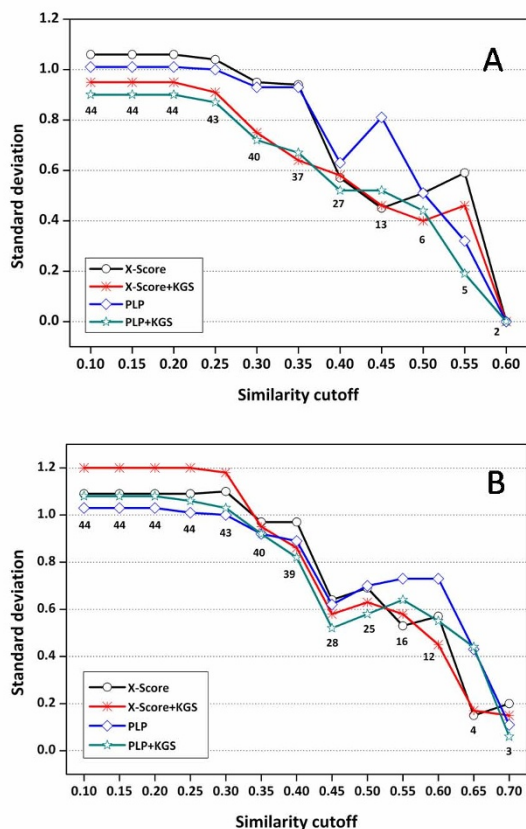 A
Standard deviation
1.2
1.0
0.8
0.6
0.4
0.2
0.0
44 44 44 43 40 37 27 13 6 5 2
X-Score
X-Score+KGS
PLP
PLP+KGS
0.10 0.15 0.20 0.25 0.30 0.35 0.40 0.45 0.50 0.55 0.60
Similarity cutoff
B
Standard deviation
1.2
1.0
0.8
0.6
0.4
0.2
0.0
44 44 44 44 43 40 39 28 25 16 12 4 3
X-Score
X-Score+KGS
PLP
PLP+KGS
0.10 0.15 0.20 0.25 0.30 0.35 0.40 0.45 0.50 0.55 0.60 0.65 0.70
Similarity cutoff